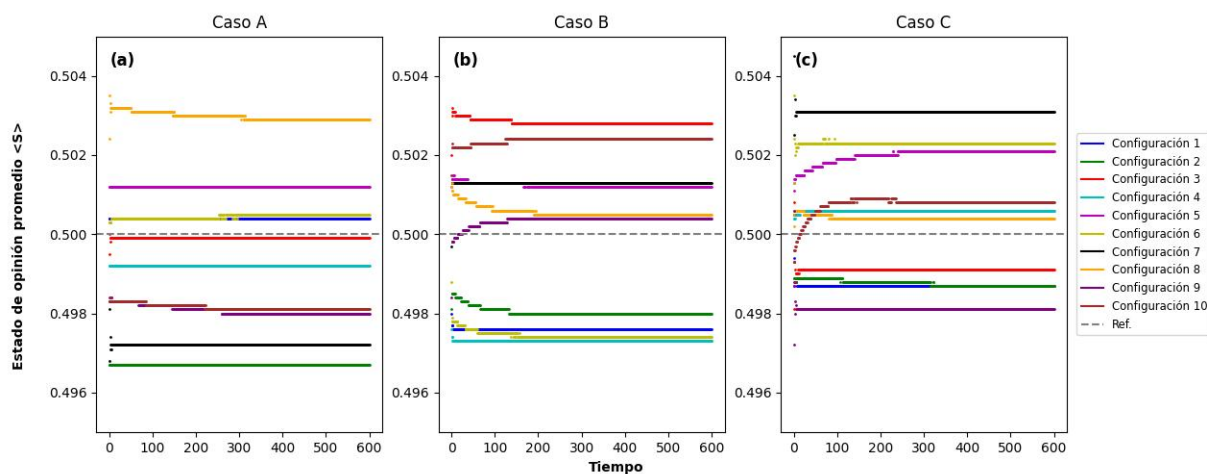 Caso A
Caso B
Caso C
(a)
(b)
(c)
Estado de opinión promedio <S>
0.504
0.502
0.500
0.498
0.496
0.504
0.502
0.500
0.498
0.496
0.504
0.502
0.500
0.498
0.496
0 100 200 300 400 500 600
0 100 200 300 400 500 600
0 100 200 300 400 500 600
Tiempo
Configuración 1
Configuración 2
Configuración 3
Configuración 4
Configuración 5
Configuración 6
Configuración 7
Configuración 8
Configuración 9
Configuración 10
Ref.